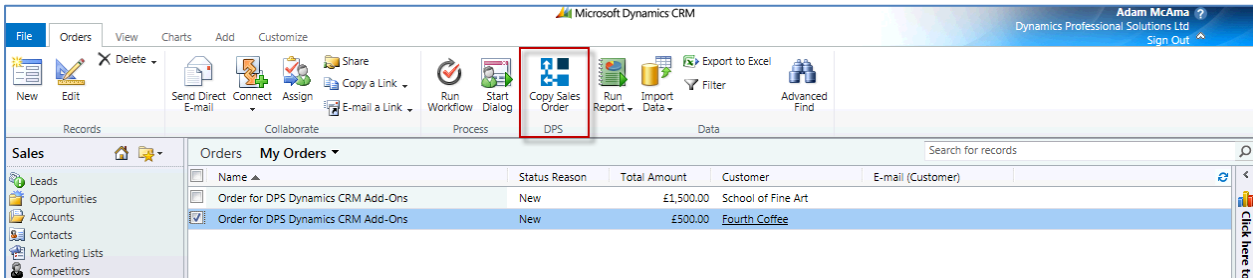 Microsoft Dynamics CRM
Adam McAma
Dynamics Professional Solutions Ltd
Sign Out
File Orders View Charts Add Customize
New
Edit
Delete
Records
Send Direct E-mail
Connect
Assign
Share
Copy a Link
E-mail a Link
Collaborate
Run Workflow
Start Dialog
Process
Copy Sales Order
DPS
Run Report
Import Data
Export to Excel
Filter
Advanced Find
Data
Sales
Orders My Orders
Search for records
Leads
Opportunities
Accounts
Contacts
Marketing Lists
Competitors
Name Status Reason Total Amount Customer E-mail (Customer)
Order for DPS Dynamics CRM Add-Ons New £1,500.00 School of Fine Art
Order for DPS Dynamics CRM Add-Ons New £500.00 Fourth Coffee
Click here to